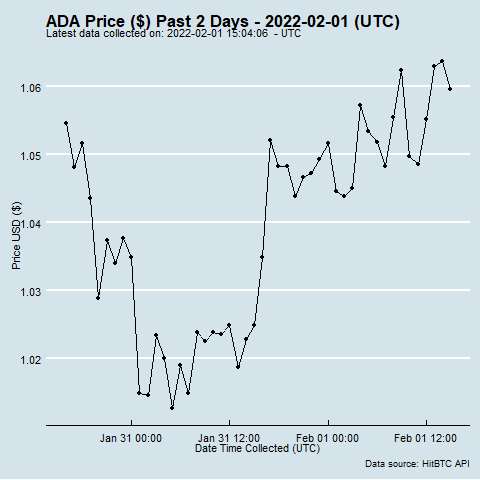 ADA Price ($) Past 2 Days - 2022-02-01 (UTC)
Latest data collected on: 2022-02-01 15:04:06  - UTC
1.06
1.05
1.04
1.03
1.02
Price USD ($)
Jan 31 00:00
Jan 31 12:00
Feb 01 00:00
Feb 01 12:00
Date Time Collected (UTC)
Data source: HitBTC API